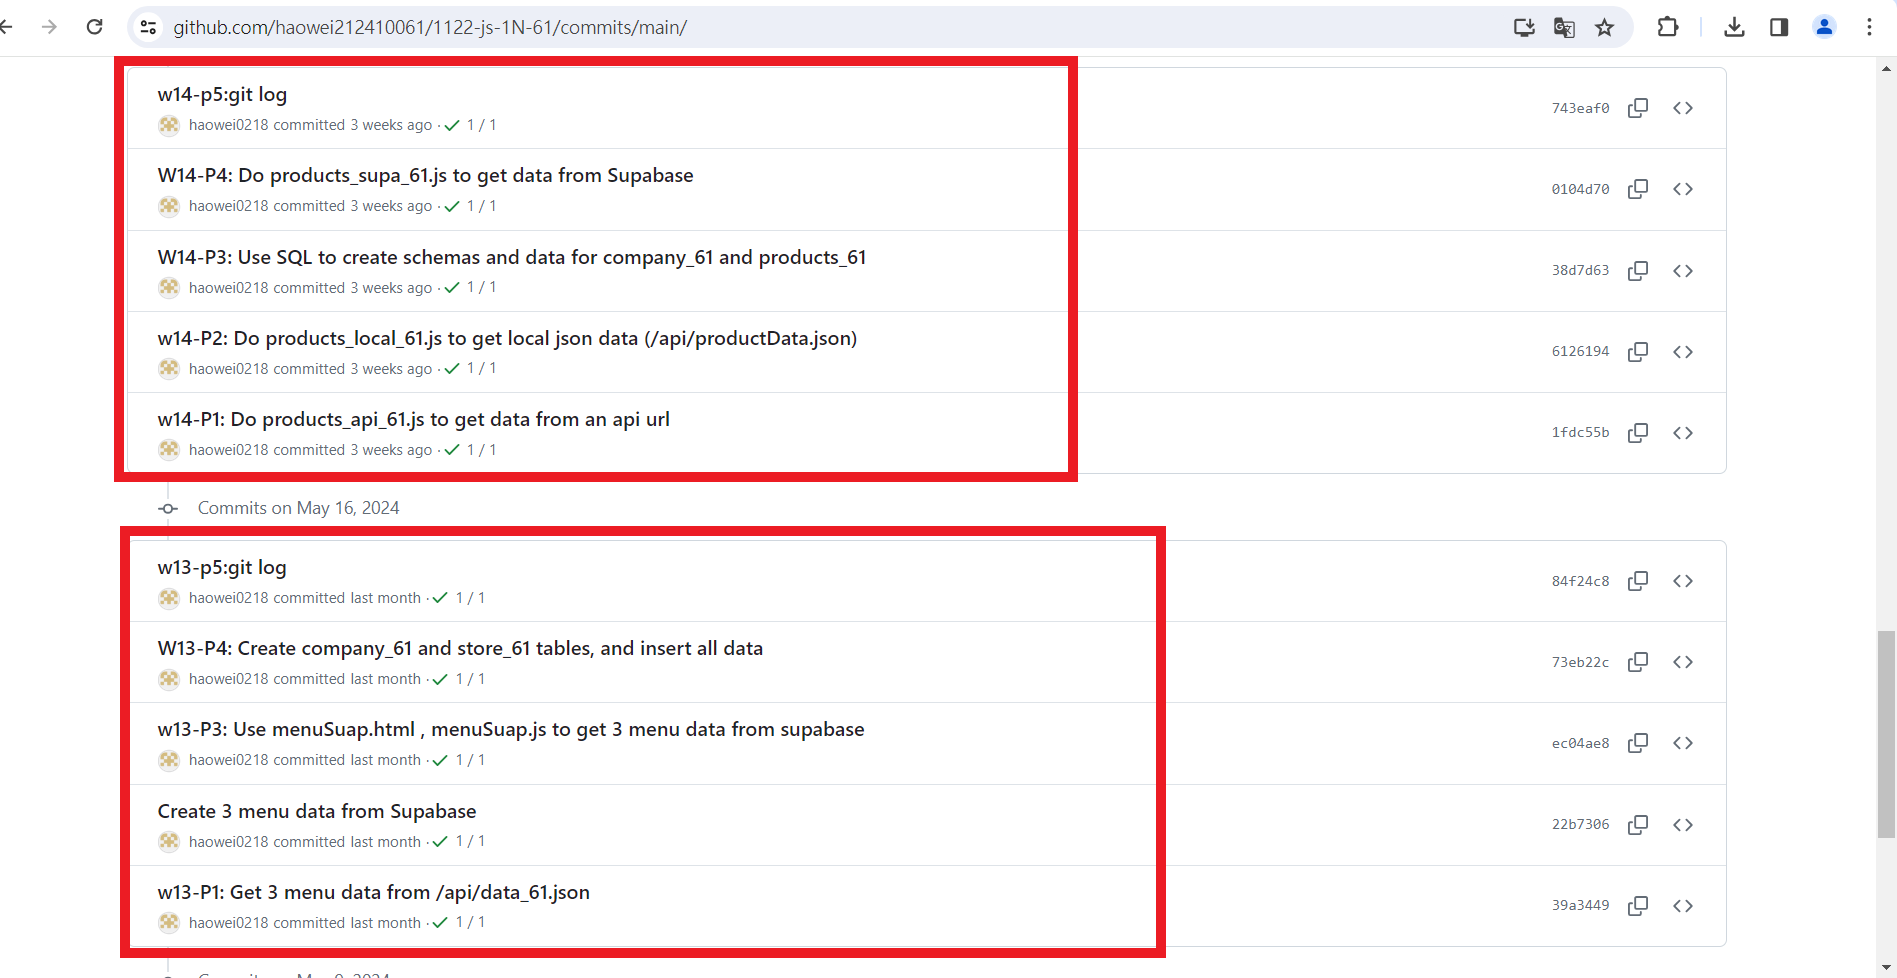 github.com/haowei212410061/1122-js-1N-61/commits/main/
w14-p5:git log
haowei0218 committed 3 weeks ago · 1 / 1
743eaf0
W14-P4: Do products_supa_61.js to get data from Supabase
haowei0218 committed 3 weeks ago · 1 / 1
0104d70
W14-P3: Use SQL to create schemas and data for company_61 and products_61
haowei0218 committed 3 weeks ago · 1 / 1
38d7d63
w14-P2: Do products_local_61.js to get local json data (/api/productData.json)
haowei0218 committed 3 weeks ago · 1 / 1
6126194
w14-P1: Do products_api_61.js to get data from an api url
haowei0218 committed 3 weeks ago · 1 / 1
1fdc55b
Commits on May 16, 2024
w13-p5:git log
haowei0218 committed last month · 1 / 1
84f24c8
W13-P4: Create company_61 and store_61 tables, and insert all data
haowei0218 committed last month · 1 / 1
73eb22c
w13-P3: Use menuSuap.html , menuSuap.js to get 3 menu data from supabase
haowei0218 committed last month · 1 / 1
ec04ae8
Create 3 menu data from Supabase
haowei0218 committed last month · 1 / 1
22b7306
w13-P1: Get 3 menu data from /api/data_61.json
haowei0218 committed last month · 1 / 1
39a3449